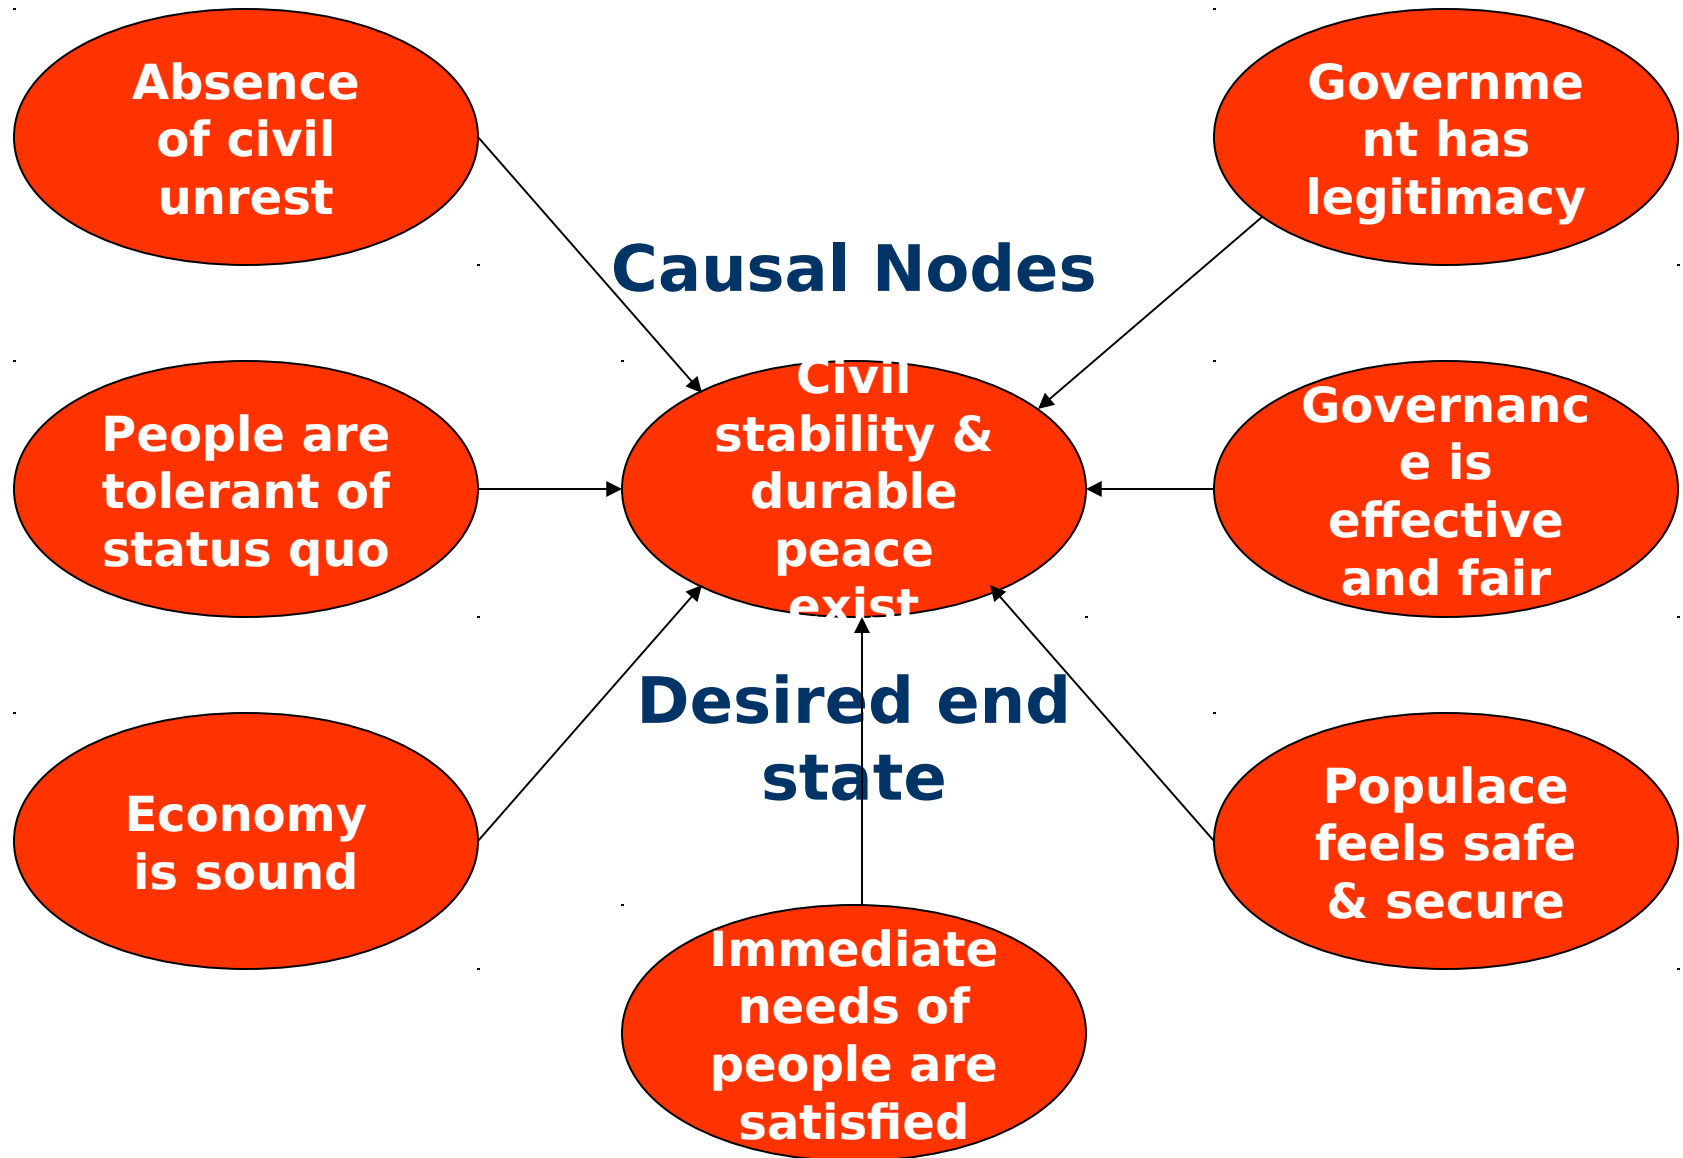 Absence
of civil
unrest
Governme
nt has
legitimacy
Causal Nodes
People are
tolerant of
status quo
Civil
stability &
durable
peace
exist
Governanc
e is
effective
and fair
Desired end
state
Economy
is sound
Populace
feels safe
& secure
Immediate
needs of
people are
satisfied